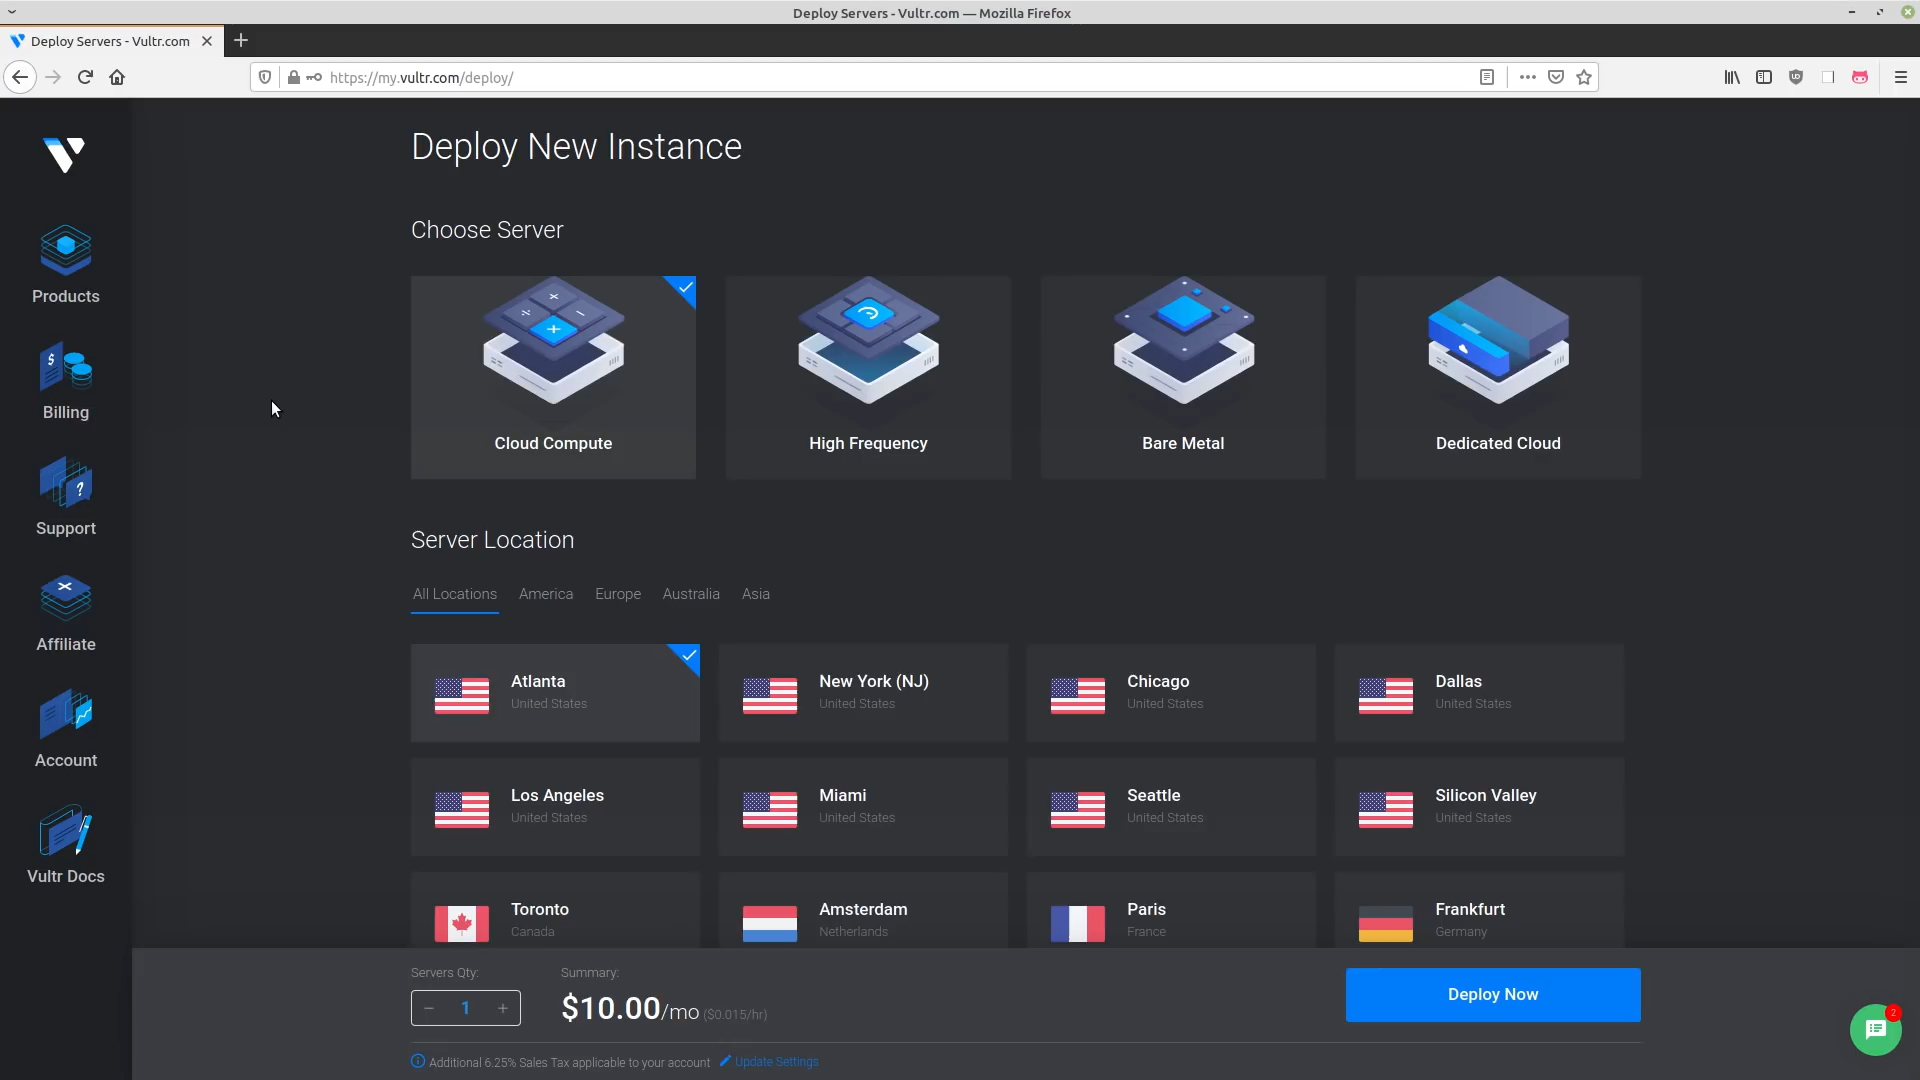 Deploy Servers - Vultr.com — Mozilla Firefox
Deploy Servers - Vultr.com
https://my.vultr.com/deploy/
Products
Billing
Support
Affiliate
Account
Vultr Docs
Deploy New Instance
Choose Server
Cloud Compute
High Frequency
Bare Metal
Dedicated Cloud
Server Location
All Locations
America
Europe
Australia
Asia
Atlanta
United States
New York (NJ)
United States
Chicago
United States
Dallas
United States
Los Angeles
United States
Miami
United States
Seattle
United States
Silicon Valley
United States
Toronto
Canada
Amsterdam
Netherlands
Paris
France
Frankfurt
Germany
Servers Qty:
− 1 +
Summary:
$10.00/mo ($0.015/hr)
Deploy Now
Additional 6.25% Sales Tax applicable to your account
Update Settings
2